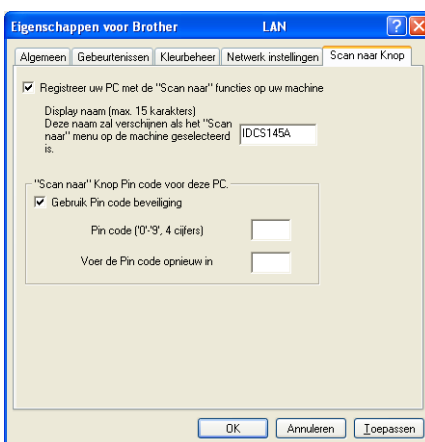 Eigenschappen voor Brother LAN
Algemeen Gebeurtenissen Kleurbeheer Netwerk instellingen Scan naar Knop
Registreer uw PC met de "Scan naar" functies op uw machine
Display naam (max. 15 karakters)
Deze naam zal verschijnen als het "Scan
naar" menu op de machine geselecteerd
is.
IDCS145A
"Scan naar" Knop Pin code voor deze PC.
Gebruik Pin code beveiliging
Pin code ('0'-'9', 4 cijfers)
Voer de Pin code opnieuw in
OK Annuleren Toepassen